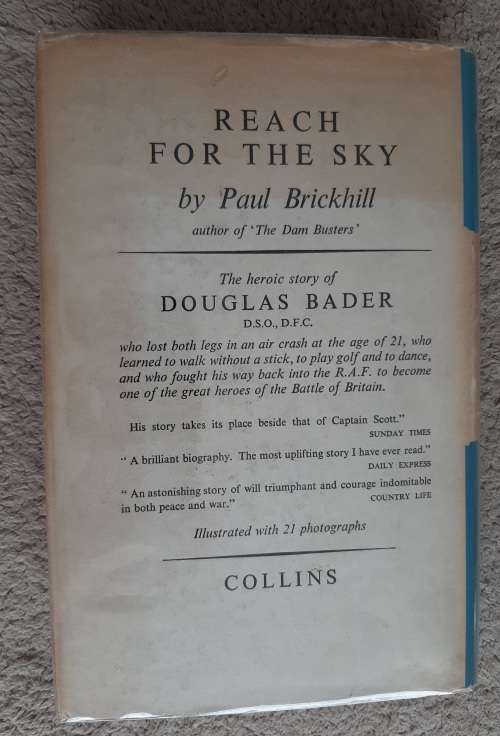 REACH
FOR THE SKY
by Paul Brickhill
author of 'The Dam Busters'
The heroic story of
DOUGLAS BADER
D.S.O., D.F.C.
who lost both legs in an air crash at the age of 21, who
learned to walk without a stick, to play golf and to dance,
and who fought his way back into the R.A.F. to become
one of the great heroes of the Battle of Britain.
His story takes its place beside that of Captain Scott."
SUNDAY TIMES
" A brilliant biography. The most uplifting story I have ever read."
DAILY EXPRESS
" An astonishing story of will triumphant and courage indomitable
in both peace and war."
COUNTRY LIFE
Illustrated with 21 photographs
COLLINS